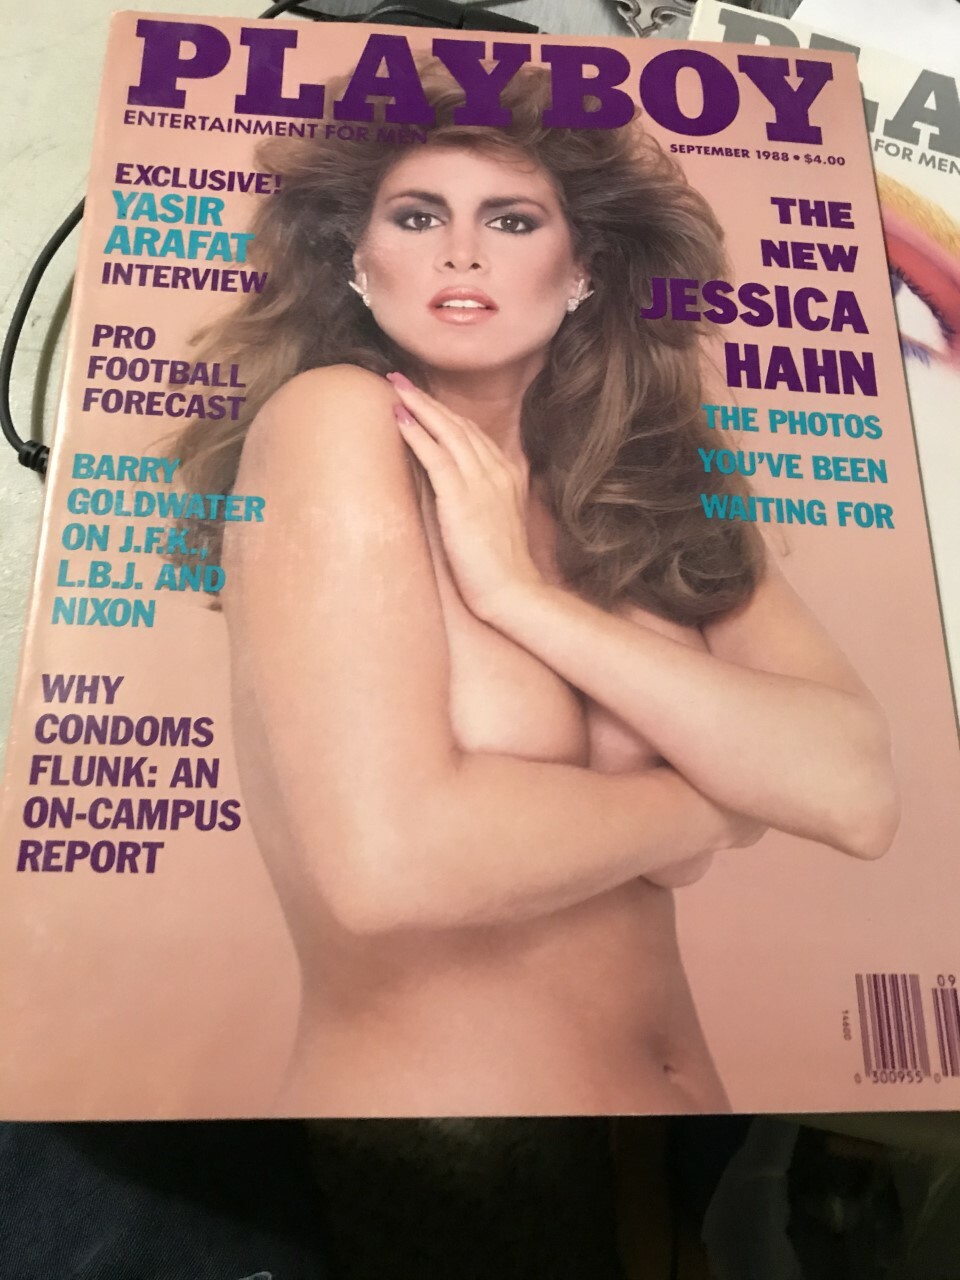 PLAYBOY
ENTERTAINMENT FOR MEN
SEPTEMBER 1988 • $4.00
EXCLUSIVE!
YASIR
ARAFAT
INTERVIEW
PRO
FOOTBALL
FORECAST
BARRY
GOLDWATER
ON J.F.K.,
L.B.J. AND
NIXON
WHY
CONDOMS
FLUNK: AN
ON-CAMPUS
REPORT
THE
NEW
JESSICA
HAHN
THE PHOTOS
YOU'VE BEEN
WAITING FOR
09
0 300955 0
FOR MEN